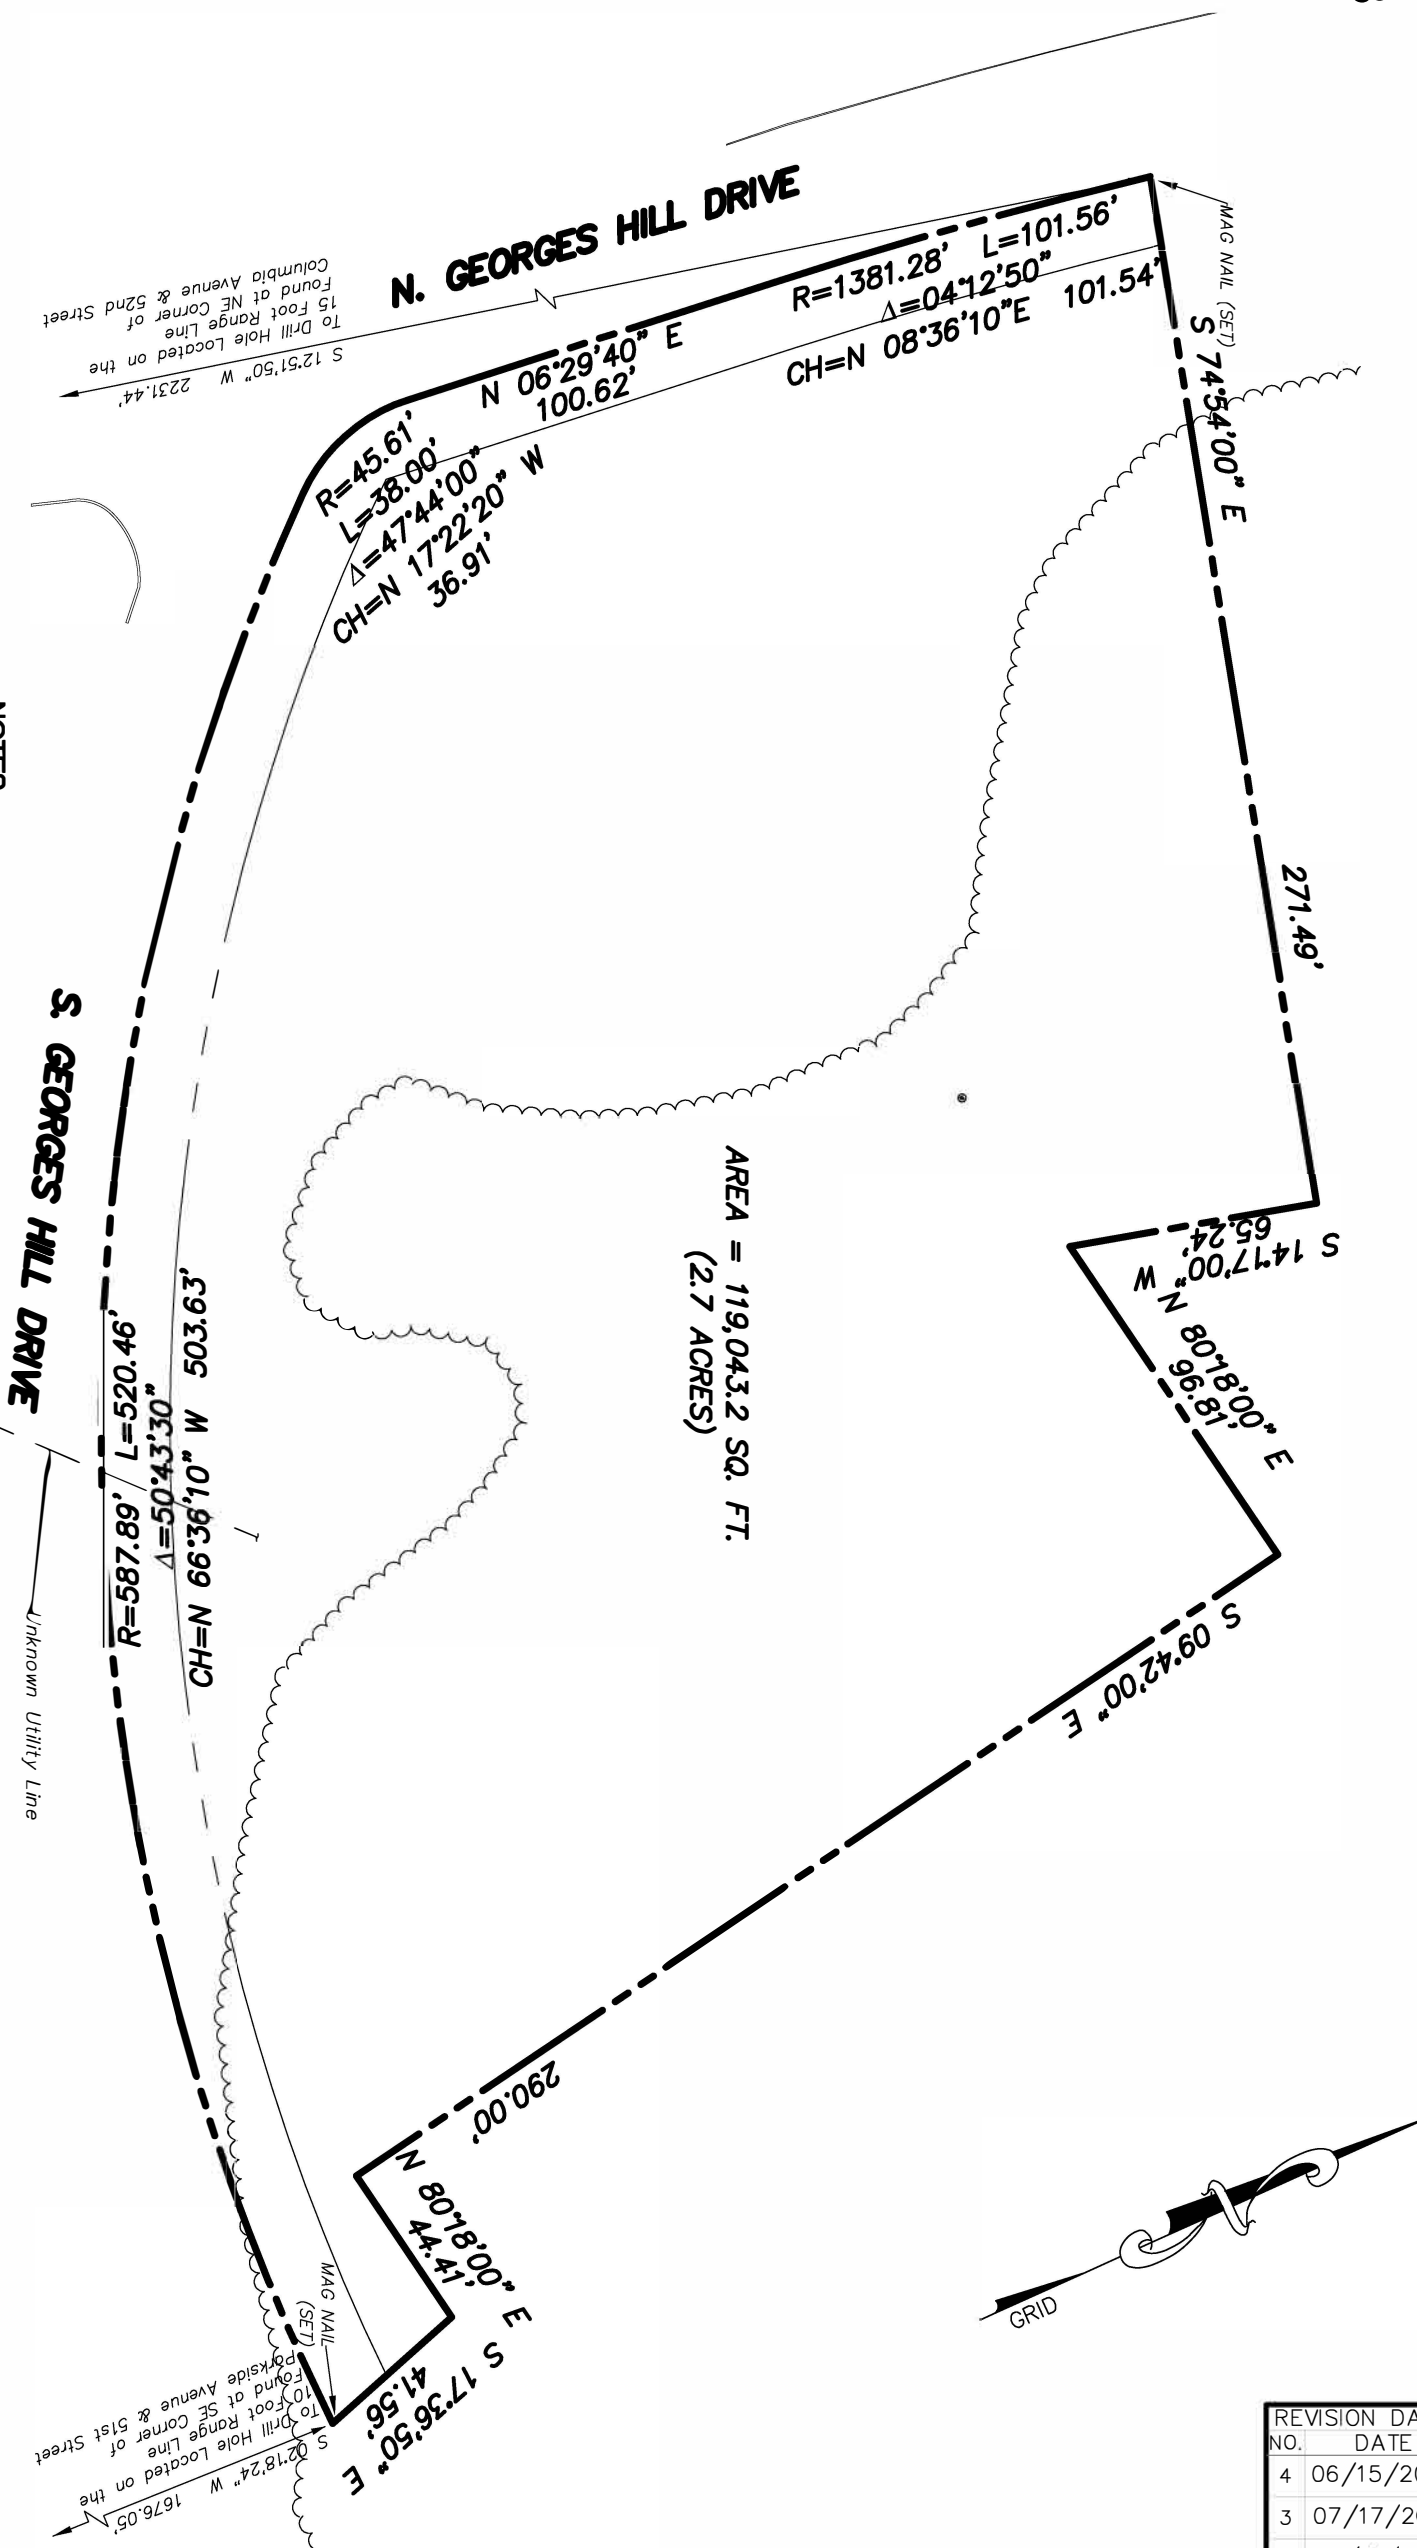 N. GEORGES HILL DRIVE
MAG NAIL (SET)
R=1381.28' L=101.56'
Δ=04°12'50"
CH=N 08°36'10"E 101.54'
S 74°54'00" E
271.49'
S 12°51'50" W 2231.44'
To Drill Hole Located on the
15 Foot Range Line
Found at NE Corner of
Columbia Avenue & 52nd Street
N 06°29'40" E
100.62'
R=45.61'
L=38.00'
Δ=47°44'00"
CH=N 17°22'20" W
36.91'
NOTES
S. GEORGES HILL DRIVE
AREA = 119,043.2 SQ. FT.
(2.7 ACRES)
S 14°17'00" W
65.24'
N 80°18'00" E
96.81'
R=587.89' L=520.46'
Δ=50°43'30"
CH=N 66°36'10" W 503.63'
Unknown Utility Line
S 09°42'00" E
290.00'
N 80°18'00" E
44.41'
S 17°36'50" E
41.56'
MAG NAIL
(SET)
S 02°18'24" W 1676.05'
To Drill Hole Located on the
10 Foot Range Line
Found at SE Corner of
Parkside Avenue & 51st Street
N
GRID
REVISION DA
NO. DATE
4 06/15/20
3 07/17/20